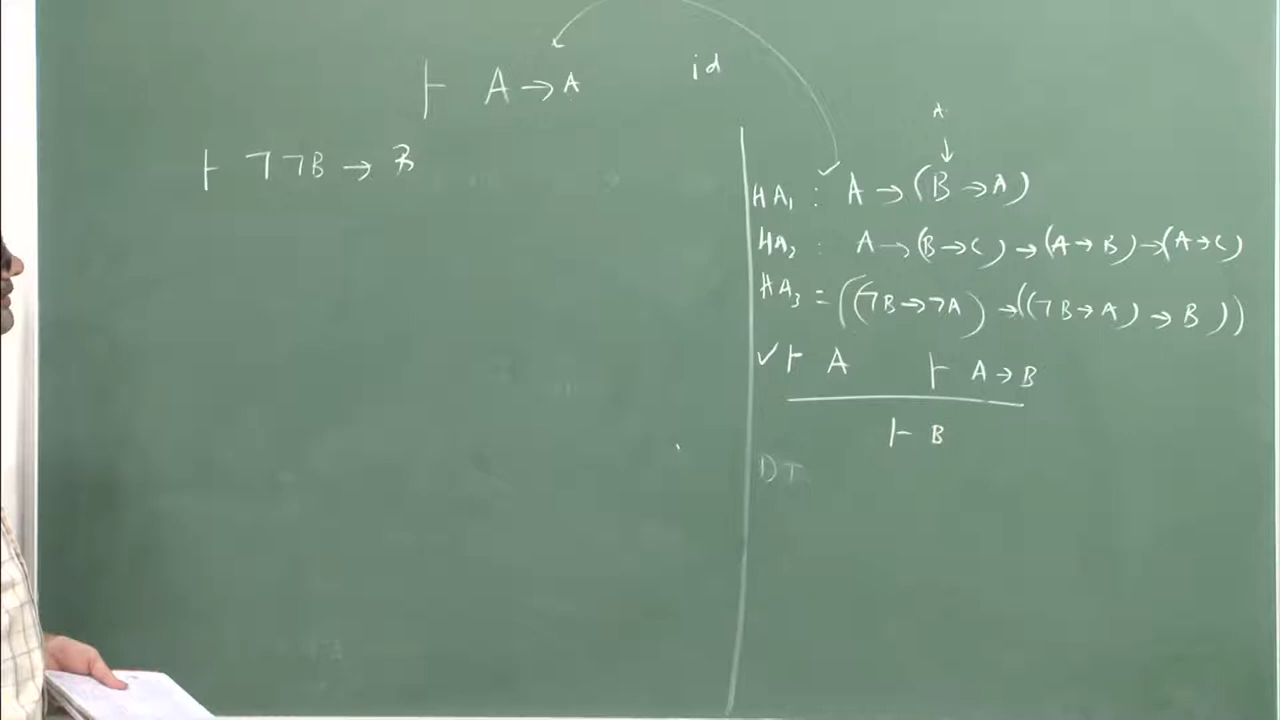 ⊢ A → A id
⊢ ¬¬B → B
A
↓
HA₁ : A → (B → A)
HA₂ : A → (B → C) → (A → B) → (A → C)
HA₃ = ((¬B → ¬A) → ((¬B → A) → B))
✓ ⊢ A ⊢ A → B
⊢ B
DT